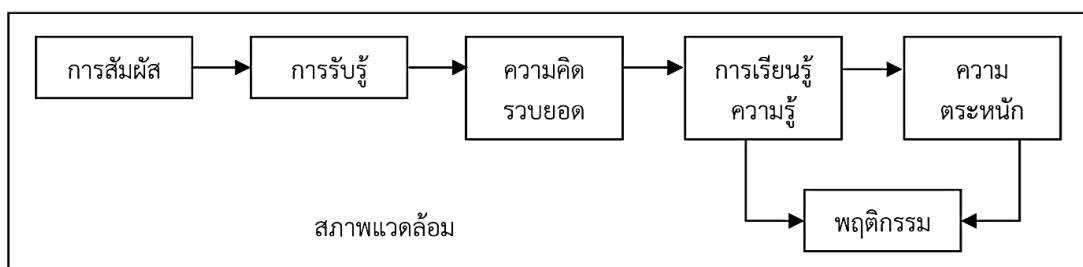 การสัมผัส
การรับรู้
ความคิด
รวบยอด
การเรียนรู้
ความรู้
ความ
ตระหนัก
พฤติกรรม
สภาพแวดล้อม